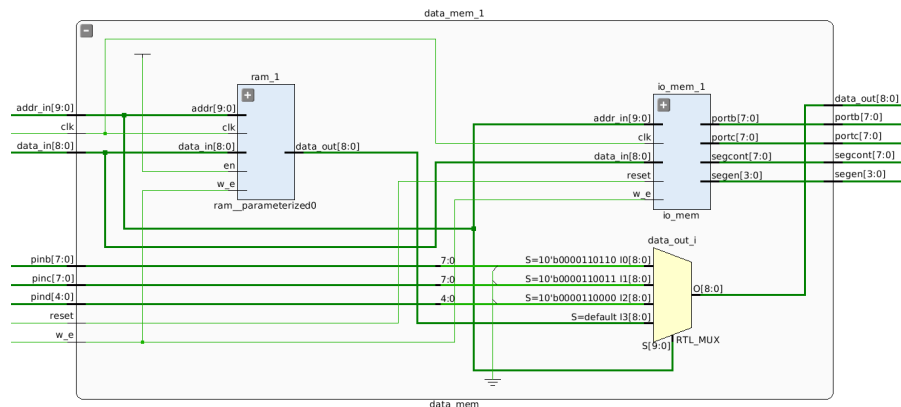 data_mem_1
ram_1
addr_in[9:0]
clk
data_in[8:0]
addr[9:0]
clk
data_in[8:0]
en
w_e
data_out[8:0]
ram__parameterized0
io_mem_1
addr_in[9:0]
clk
data_in[8:0]
reset
w_e
portb[7:0]
portc[7:0]
segcont[7:0]
segen[3:0]
io_mem
data_out[8:0]
portb[7:0]
portc[7:0]
segcont[7:0]
segen[3:0]
pinb[7:0]
pinc[7:0]
pind[4:0]
reset
w_e
7:0
7:0
4:0
data_out_i
S=10'b0000110110 I0[8:0]
S=10'b0000110011 I1[8:0]
S=10'b0000110000 I2[8:0]
S=default I3[8:0]
O[8:0]
S[9:0]
RTL_MUX
data_mem